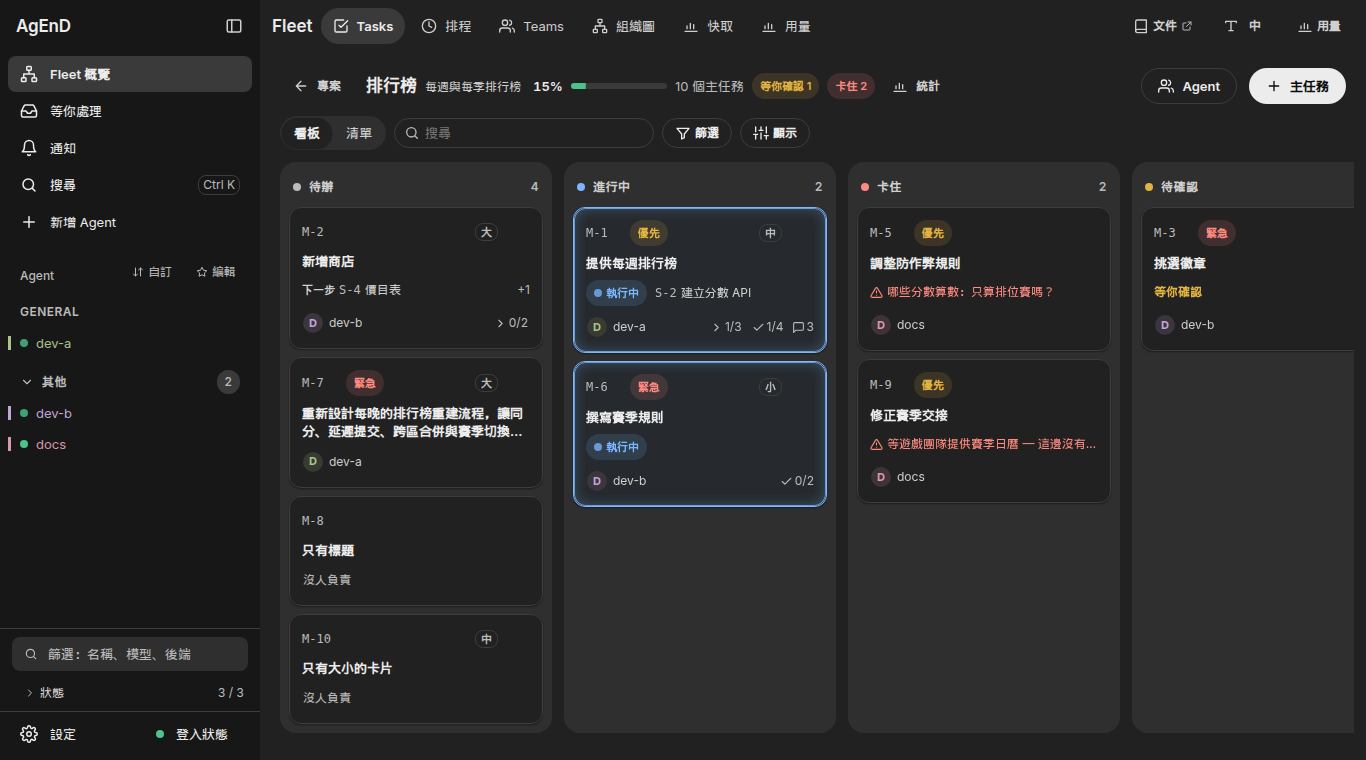 AgEnD
Fleet 概覽
等你處理
通知
搜尋 Ctrl K
新增 Agent
Agent 自訂 編輯
GENERAL
dev-a
其他 2
dev-b
docs
篩選：名稱、模型、後端
狀態 3 / 3
設定 登入狀態
Fleet Tasks 排程 Teams 組織圖 快取 用量 文件 中 用量
專案 排行榜 每週與每季排行榜 15% 10 個主任務 等你確認 1 卡住 2 統計 Agent 主任務
看板 清單 搜尋 篩選 顯示
待辦 4
M-2 大
新增商店
下一步 S-4 價目表 +1
D dev-b 0/2
M-7 緊急 大
重新設計每晚的排行榜重建流程，讓同
分、延遲提交、跨區合併與賽季切換...
D dev-a
M-8
只有標題
沒人負責
M-10 中
只有大小的卡片
沒人負責
進行中 2
M-1 優先 中
提供每週排行榜
執行中 S-2 建立分數 API
D dev-a 1/3 1/4 3
M-6 緊急 小
撰寫賽季規則
執行中
D dev-b 0/2
卡住 2
M-5 優先
調整防作弊規則
哪些分數算數：只算排位賽嗎？
D docs
M-9 優先
修正賽季交接
等遊戲團隊提供賽季日曆 — 這邊沒有...
D docs
待確認
M-3 緊急
挑選徽章
等你確認
D dev-b